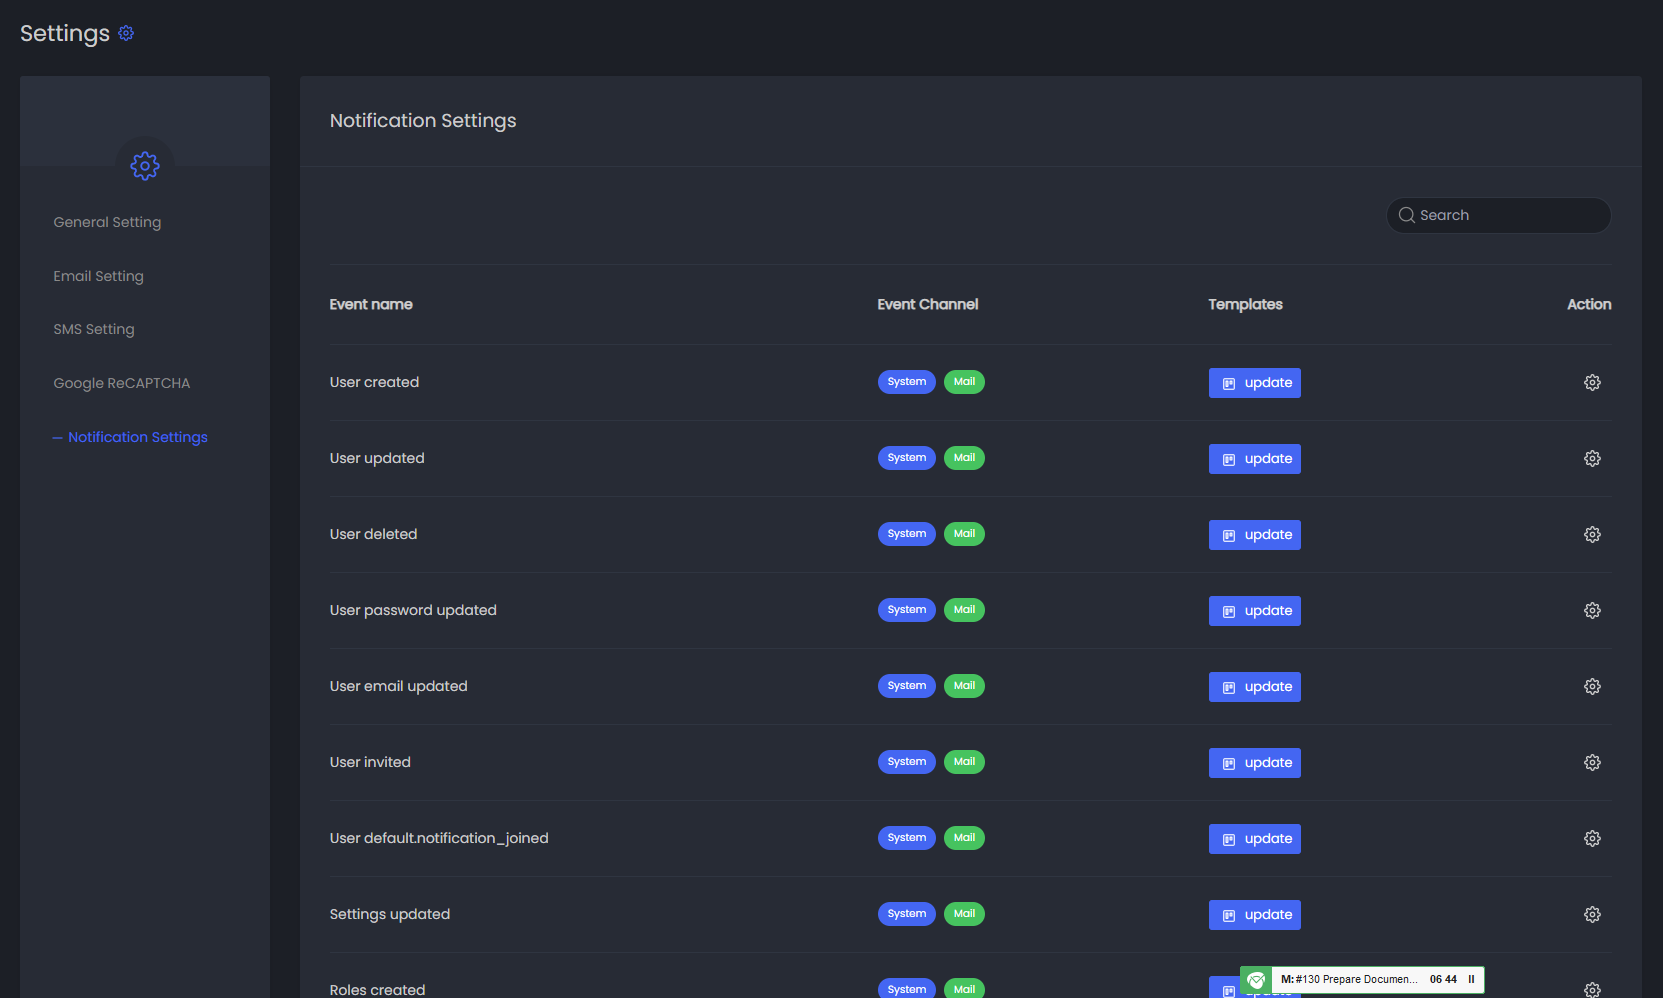 Settings
General Setting
Email Setting
SMS Setting
Google ReCAPTCHA
Notification Settings
Notification Settings
Search
Event name Event Channel Templates Action
User created System Mail update
User updated System Mail update
User deleted System Mail update
User password updated System Mail update
User email updated System Mail update
User invited System Mail update
User default.notification_joined System Mail update
Settings updated System Mail update
Roles created System Mail update
M:#130 Prepare Documen... 06 44